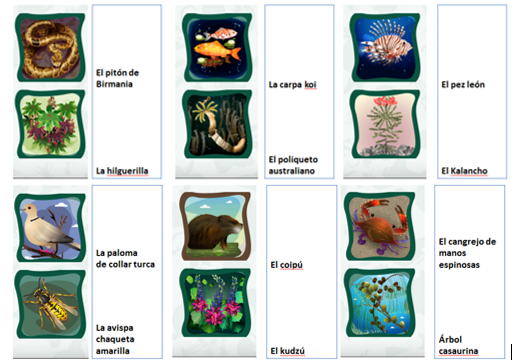 El pitón de
Birmania
La hilguerilla
La carpa koi
El poliqueto
australiano
El pez león
El Kalancho
La paloma
de collar turca
La avispa
chaqueta
amarilla
El coipú
El kudzú
El cangrejo de
manos
espinosas
Árbol
casaurina